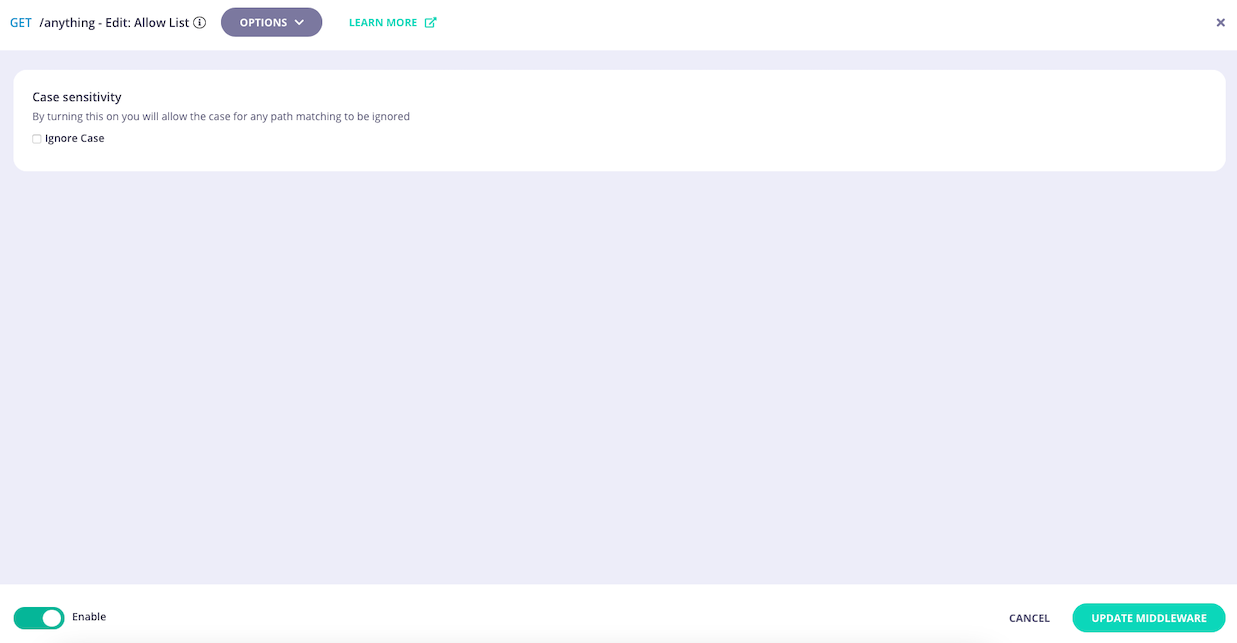 GET /anything - Edit: Allow List OPTIONS LEARN MORE
Case sensitivity
By turning this on you will allow the case for any path matching to be ignored
Ignore Case
Enable CANCEL UPDATE MIDDLEWARE